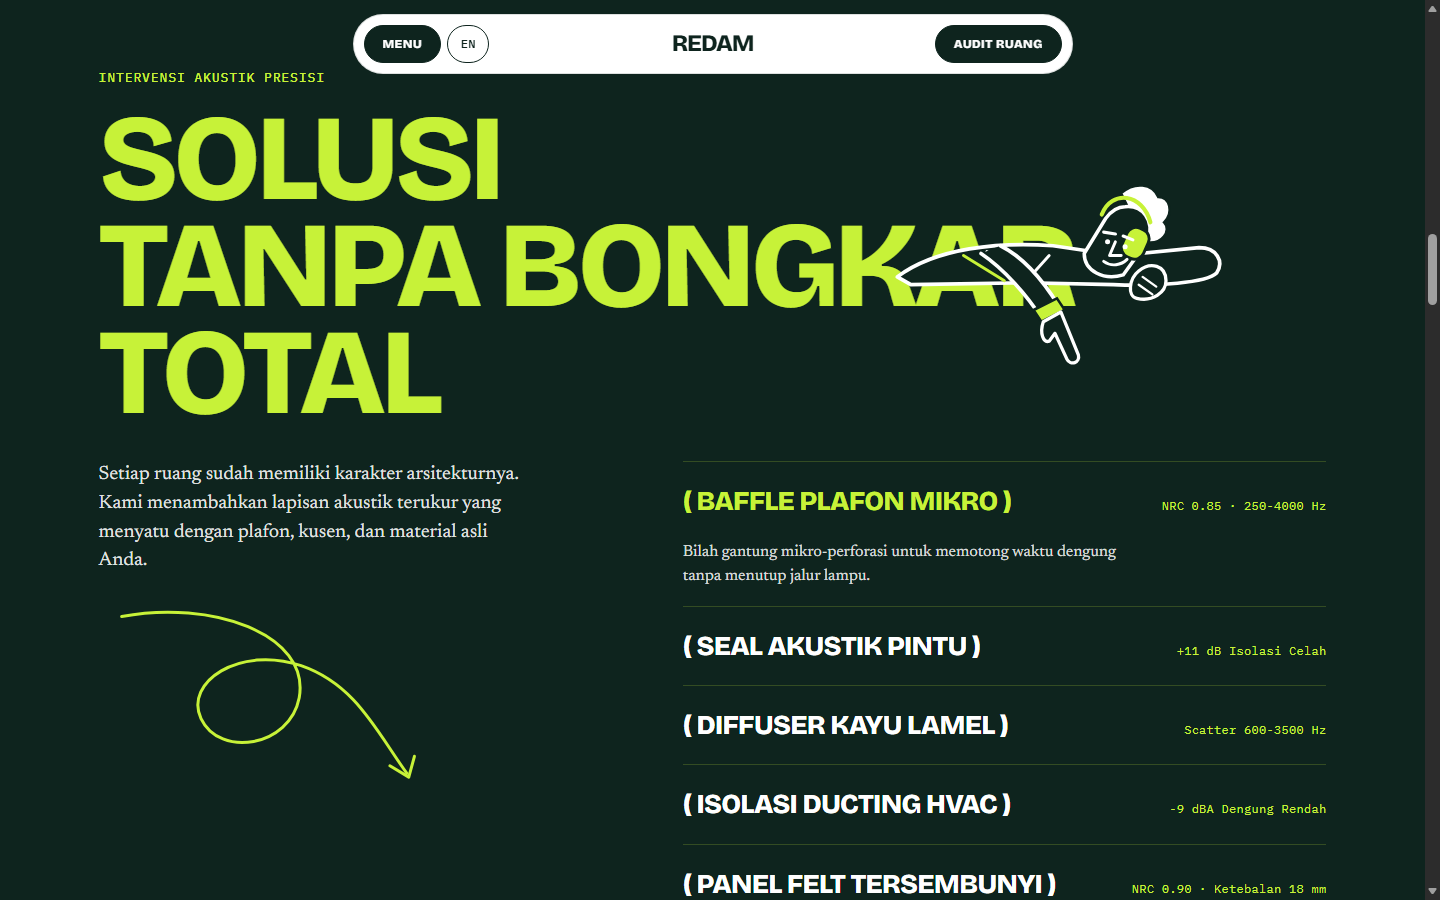 MENU
EN
REDAM
AUDIT RUANG
INTERVENSI AKUSTIK PRESISI
SOLUSI
TANPA BONGKAR
TOTAL
Setiap ruang sudah memiliki karakter arsitekturnya.
Kami menambahkan lapisan akustik terukur yang
menyatu dengan plafon, kusen, dan material asli
Anda.
( BAFFLE PLAFON MIKRO )
NRC 0.85 · 250-4000 Hz
Bilah gantung mikro-perforasi untuk memotong waktu dengung
tanpa menutup jalur lampu.
( SEAL AKUSTIK PINTU )
+11 dB Isolasi Celah
( DIFFUSER KAYU LAMEL )
Scatter 600-3500 Hz
( ISOLASI DUCTING HVAC )
-9 dBA Dengung Rendah
( PANEL FELT TERSEMBUNYI )
NRC 0.90 · Ketebalan 18 mm